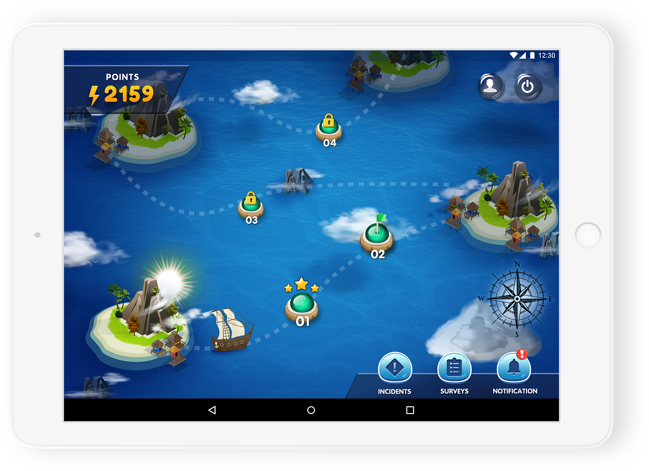 12:30
POINTS
2159
04
03
02
N
W E
S
01
INCIDENTS SURVEYS NOTIFICATION